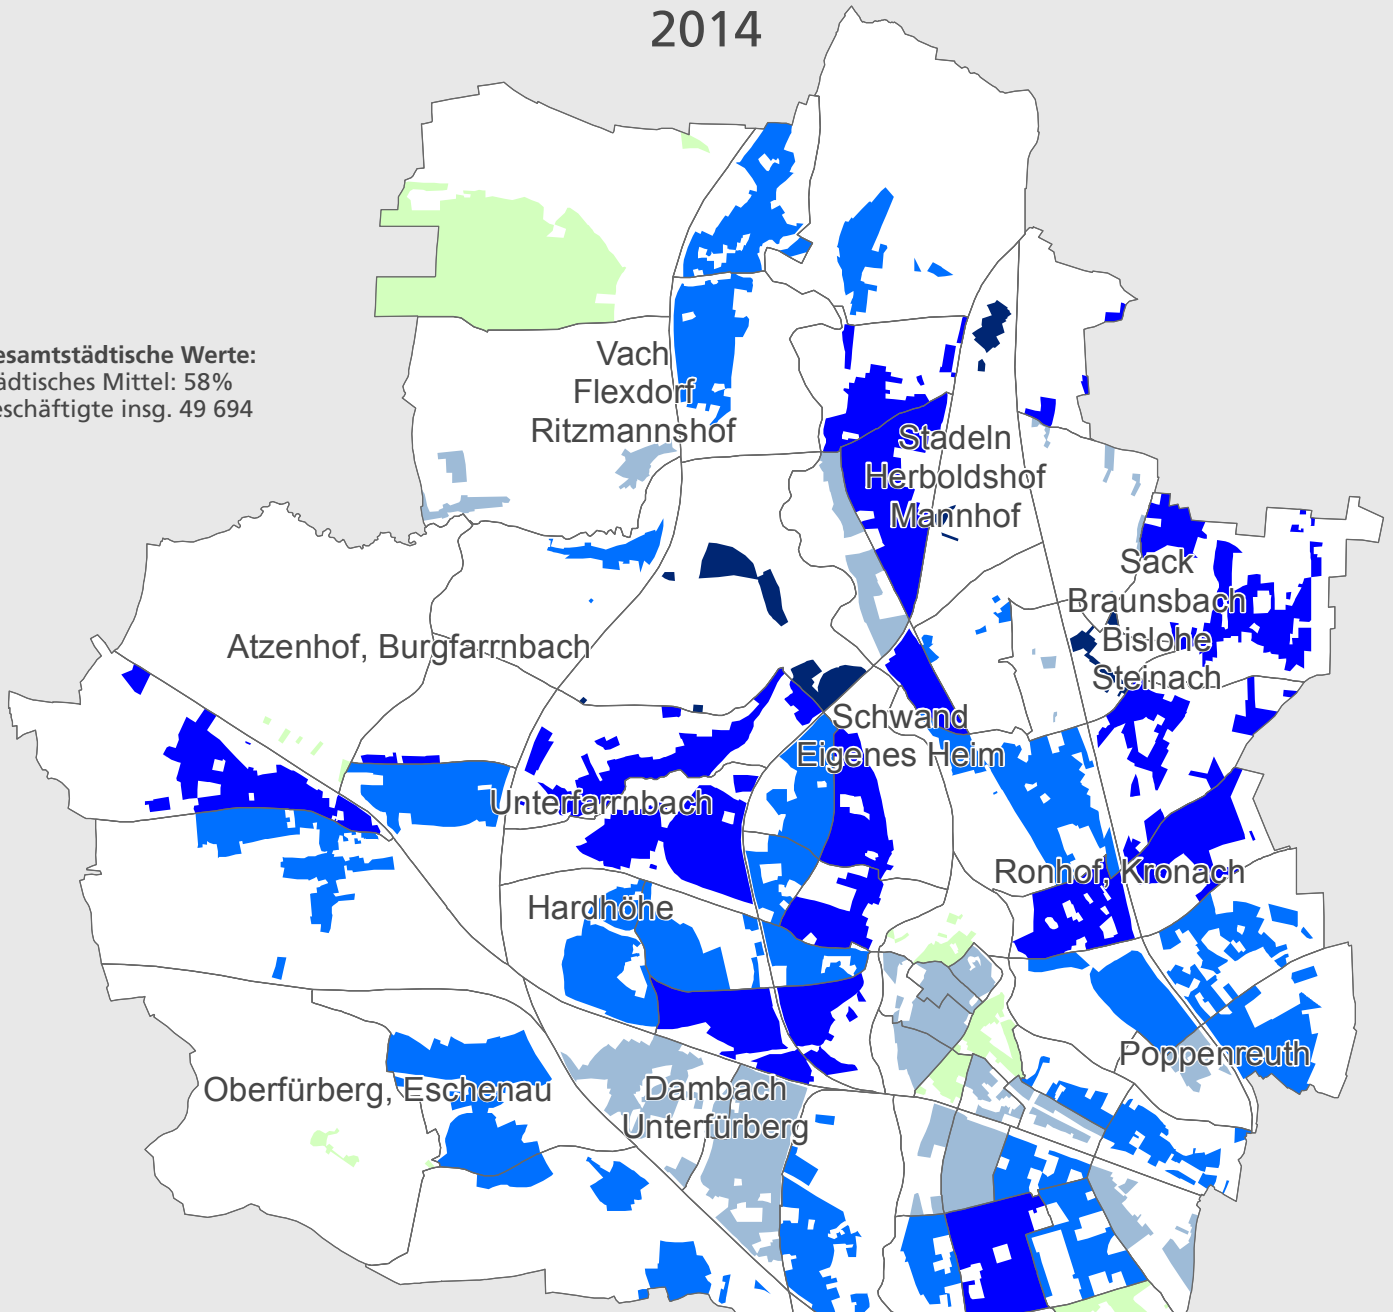 2014
esamtstädtische Werte:
ädtisches Mittel: 58%
eschäftigte insg. 49 694
Vach
Flexdorf
Ritzmannshof
Stadeln
Herboldshof
Mannhof
Sack
Braunsbach
Bislohe
Steinach
Atzenhof, Burgfarrnbach
Schwand
Eigenes Heim
Unterfarrnbach
Ronhof, Kronach
Hardhöhe
Poppenreuth
Oberfürberg, Eschenau
Dambach
Unterfürberg